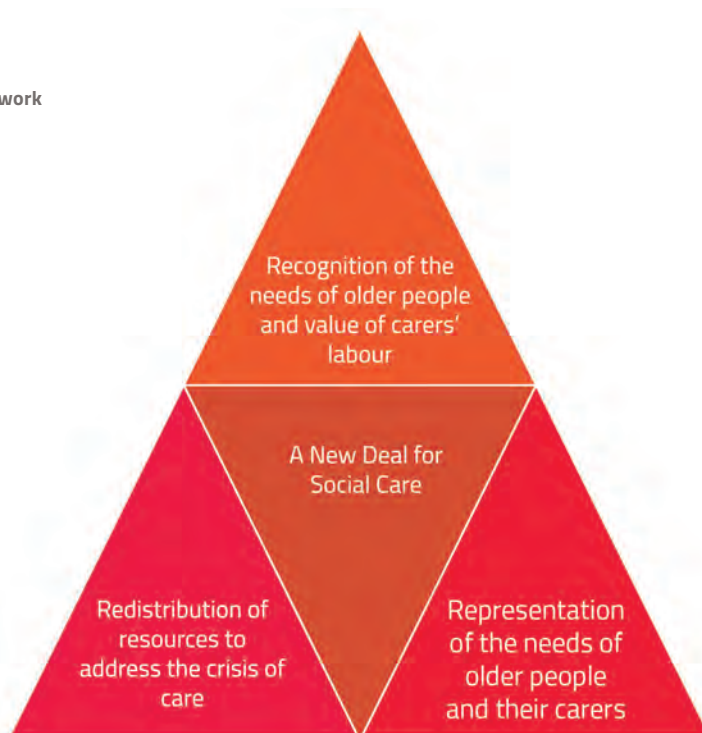 work
Recognition of the
needs of older people
and value of carers’
labour
A New Deal for
Social Care
Redistribution of
resources to
address the crisis of
care
Representation
of the needs of
older people
and their carers